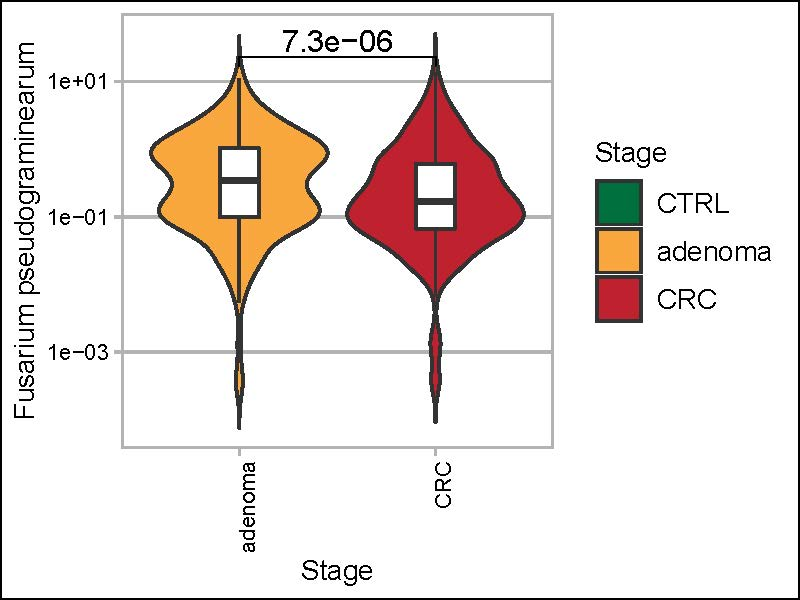 7.3e−06
Fusarium pseudograminearum
1e+01
1e−01
1e−03
adenoma
CRC
Stage
Stage
CTRL
adenoma
CRC